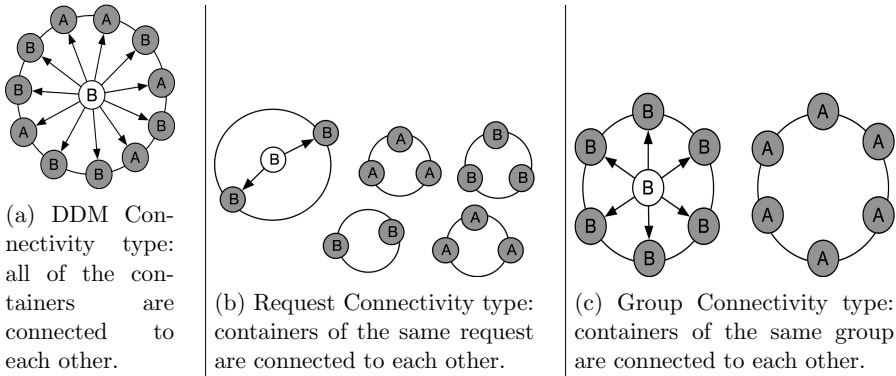 A A
B B
B B A
A B
B A
B
(a) DDM Con-
nectivity type:
all of the con-
tainers are
connected to
each other.
B
B
B
A
A A
B
B B
B B
A
A A
(b) Request Connectivity type:
containers of the same request
are connected to each other.
B
B B
B
B B
B
A
A A
A A
A
(c) Group Connectivity type:
containers of the same group
are connected to each other.